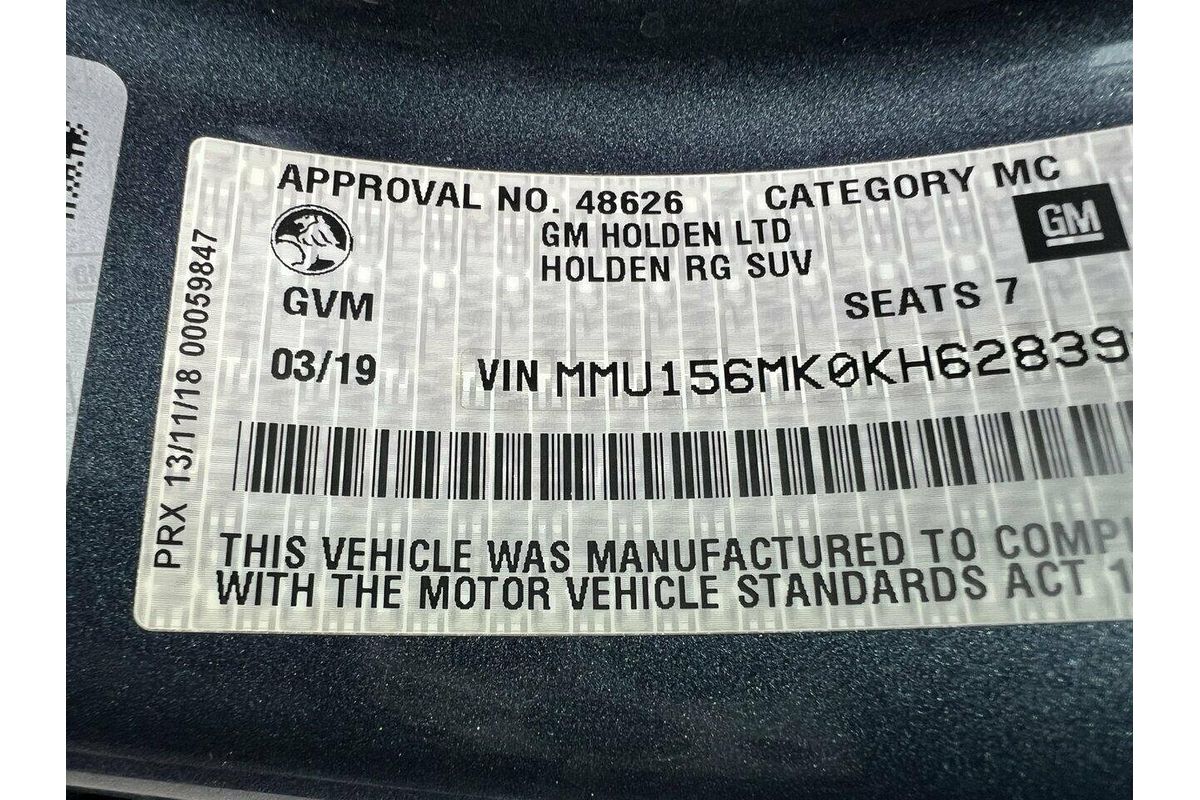 APPROVAL NO. 48626 CATEGORY MC
GM HOLDEN LTD
HOLDEN RG SUV
GM
GVM
SEATS 7
03/19
VIN MMU156MK0KH62839
THIS VEHICLE WAS MANUFACTURED TO COMP
WITH THE MOTOR VEHICLE STANDARDS ACT 1
PRX 13/11/18 00059847